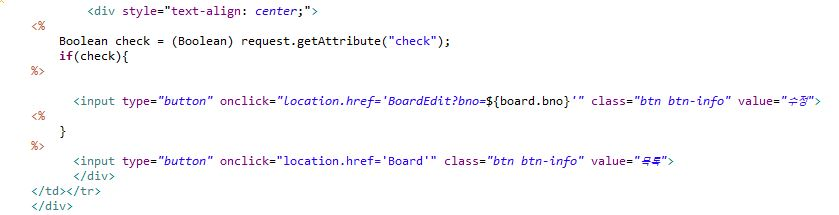 <div style="text-align: center;">
<%
Boolean check = (Boolean) request.getAttribute("check");
if(check){
%>
<input type="button" onclick="location.href='BoardEdit?bno=${board.bno}'" class="btn btn-info" value="수정">
<%
}
%>
<input type="button" onclick="location.href='Board'" class="btn btn-info" value="목록">
</div>
</td></tr>
</div>